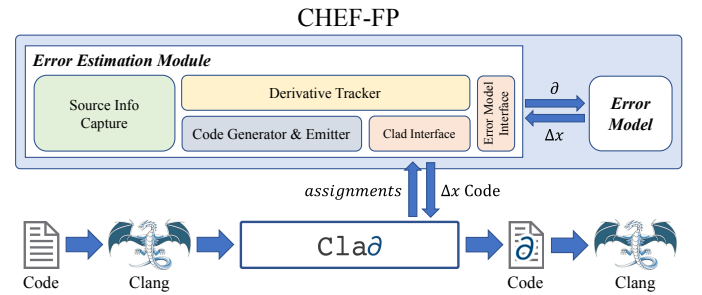 CHEF-FP
Error Estimation Module
Source Info
Capture
Derivative Tracker
Code Generator & Emitter
Clad Interface
Error Model
Interface
∂
Δx
Error
Model
assignments
Δx Code
Cla∂
∂
Code
Clang
Code
Clang